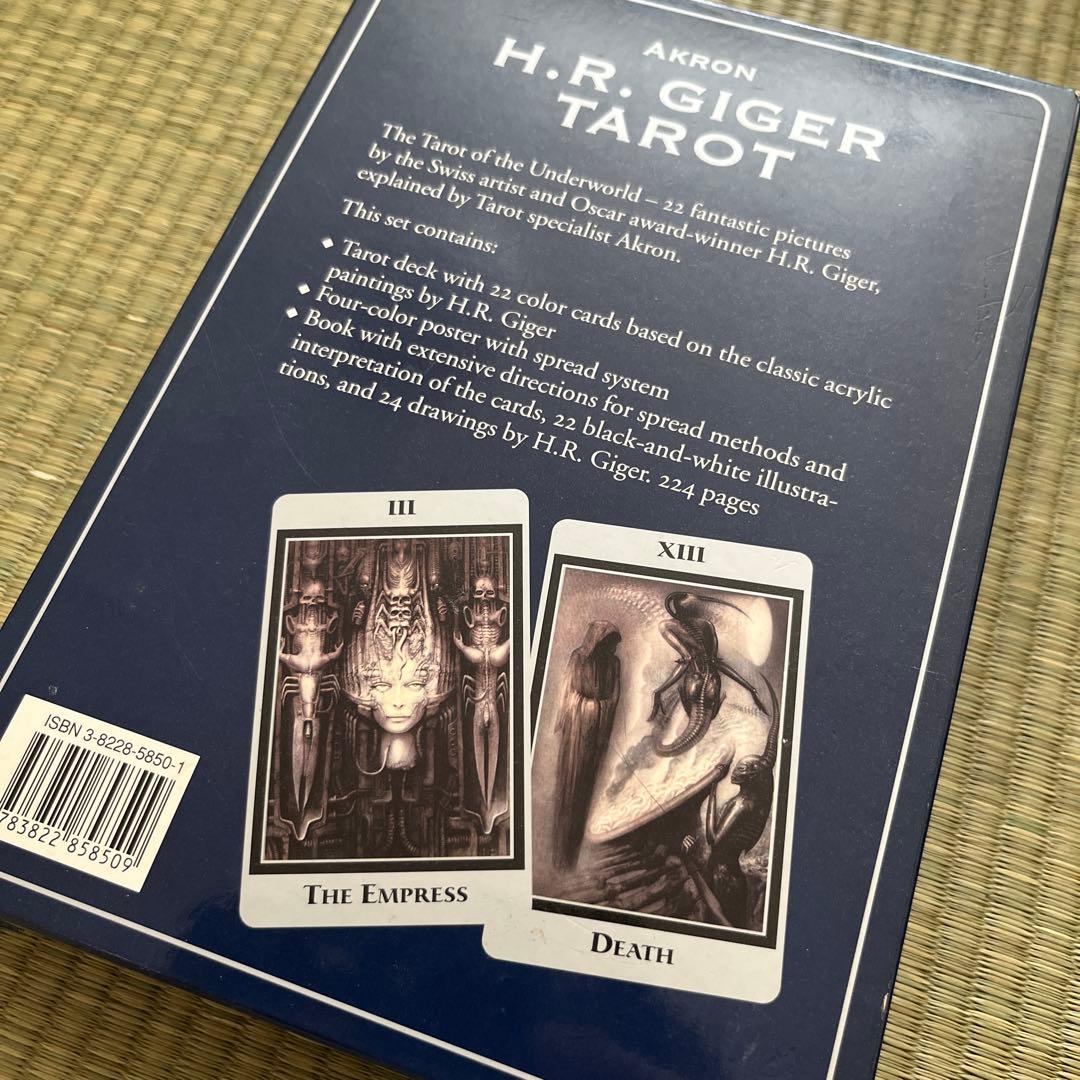 AKRON
H.R. GIGER
TAROT
The Tarot of the Underworld – 22 fantastic pictures
by the Swiss artist and Oscar award-winner H.R. Giger,
explained by Tarot specialist Akron.
This set contains:
◆ Tarot deck with 22 color cards based on the classic acrylic
paintings by H.R. Giger
◆ Four-color poster with spread system
◆ Book with extensive directions for spread methods and
interpretation of the cards, 22 black-and-white illustra-
tions, and 24 drawings by H.R. Giger. 224 pages
III
THE EMPRESS
XIII
DEATH
ISBN 3-8228-5850-1
783822 858509